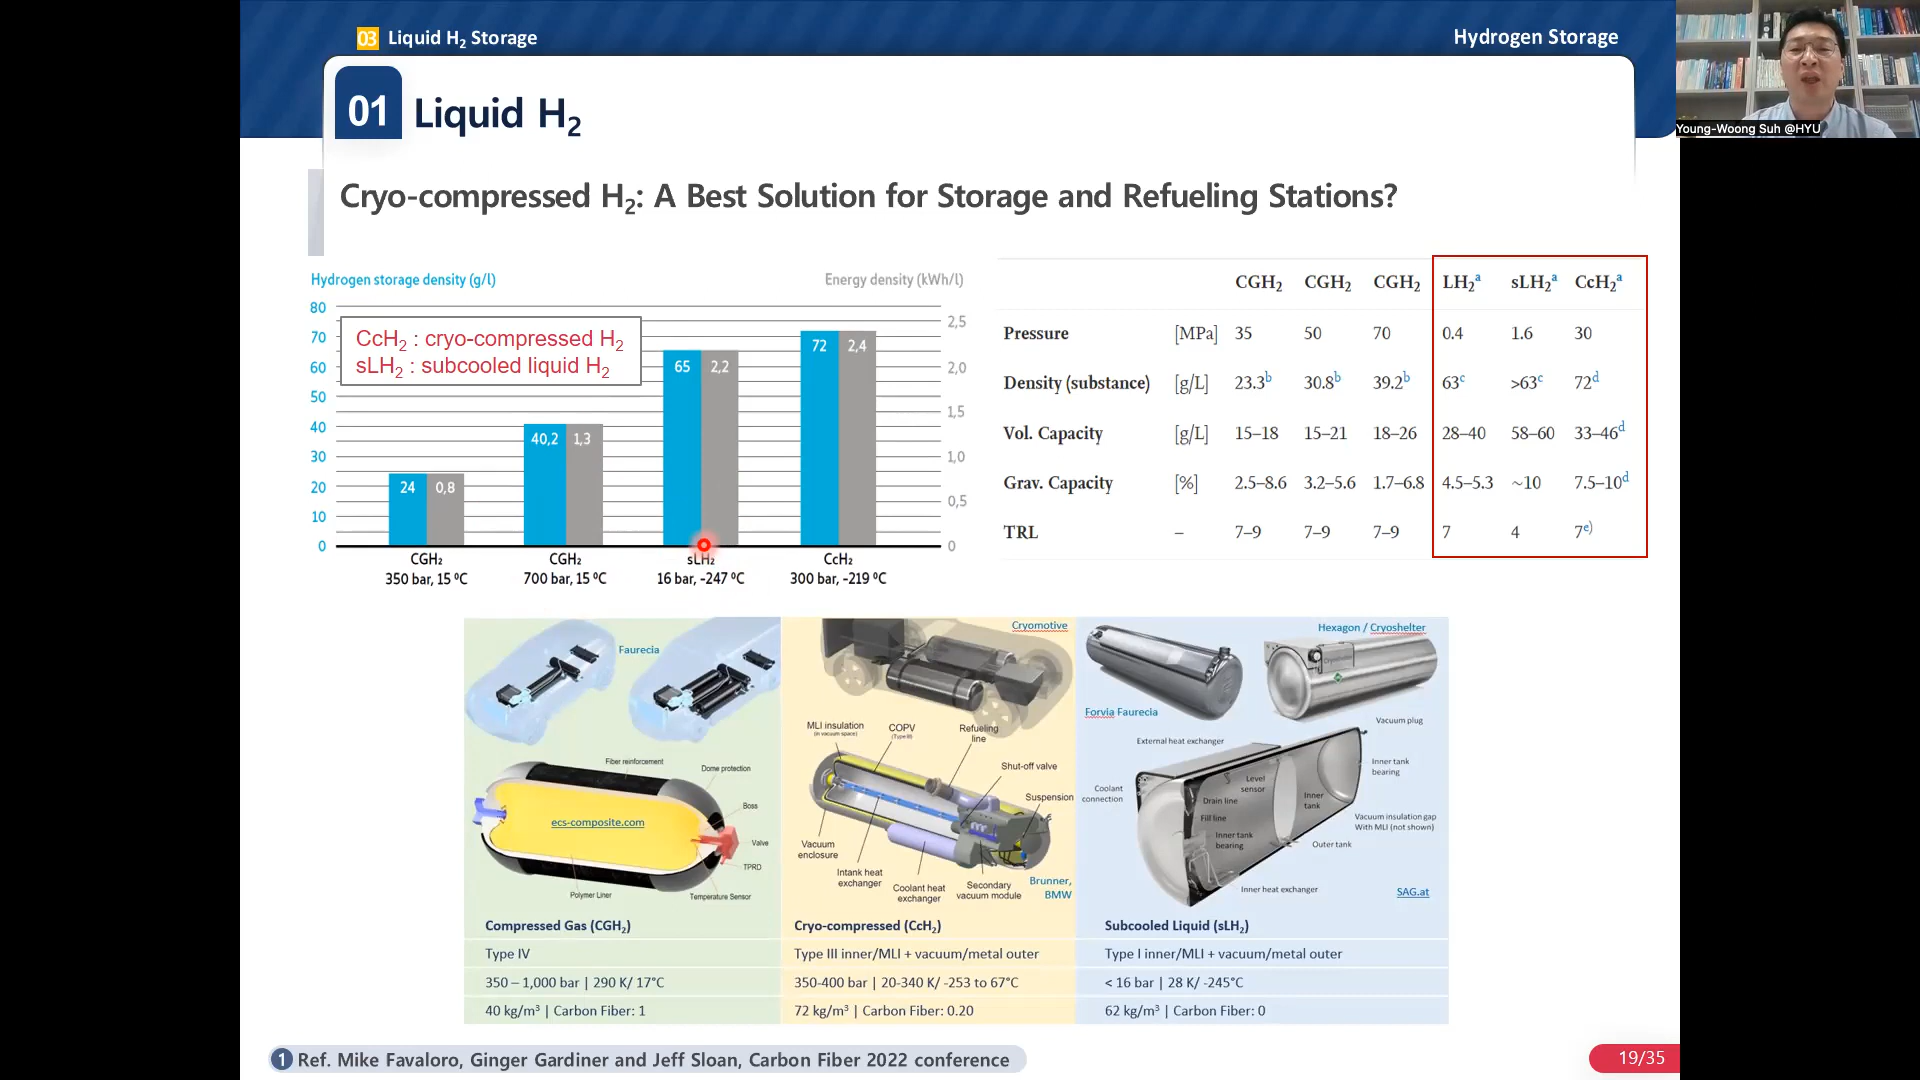 03 Liquid H₂ Storage
Hydrogen Storage
01 Liquid H₂
Young-Woong Suh @HYU
Cryo-compressed H₂: A Best Solution for Storage and Refueling Stations?
Hydrogen storage density (g/l)
Energy density (kWh/l)
80
70
60
50
40
30
20
10
0
2,5
2,0
1,5
1,0
0,5
0
CcH₂ : cryo-compressed H₂
sLH₂ : subcooled liquid H₂
24 0,8
40,2 1,3
65 2,2
72 2,4
CGH₂ CGH₂ sLH₂ CcH₂
350 bar, 15 ⁰C 700 bar, 15 ⁰C 16 bar, -247 ⁰C 300 bar, -219 ⁰C
CGH₂ CGH₂ CGH₂ LH₂ᵃ sLH₂ᵃ CcH₂ᵃ
Pressure [MPa] 35 50 70 0.4 1.6 30
Density (substance) [g/L] 23.3ᵇ 30.8ᵇ 39.2ᵇ 63ᶜ >63ᶜ 72ᵈ
Vol. Capacity [g/L] 15–18 15–21 18–26 28–40 58–60 33–46ᵈ
Grav. Capacity [%] 2.5–8.6 3.2–5.6 1.7–6.8 4.5–5.3 ~10 7.5–10ᵈ
TRL – 7–9 7–9 7–9 7 4 7ᵉ⁾
Faurecia
Fiber reinforcement
Dome protection
Boss
ecs-composite.com
Valve
TPRD
Polymer Liner
Temperature Sensor
Compressed Gas (CGH₂)
Type IV
350 – 1,000 bar | 290 K/ 17°C
40 kg/m³ | Carbon Fiber: 1
Cryomotive
MLI insulation
(in vacuum space)
COPV
(Type III)
Refueling
line
Shut-off valve
Suspension
Vacuum
enclosure
Intank heat
exchanger
Coolant heat
exchanger
Secondary
vacuum module
Brunner,
BMW
Cryo-compressed (CcH₂)
Type III inner/MLI + vacuum/metal outer
350-400 bar | 20-340 K/ -253 to 67°C
72 kg/m³ | Carbon Fiber: 0.20
Hexagon / Cryoshelter
Forvia Faurecia
Vacuum plug
External heat exchanger
Inner tank
bearing
Coolant
connection
Level
sensor
Drain line
Inner
tank
Fill line
Vacuum insulation gap
With MLI (not shown)
Inner tank
bearing
Outer tank
Inner heat exchanger
SAG.at
Subcooled Liquid (sLH₂)
Type I inner/MLI + vacuum/metal outer
< 16 bar | 28 K/ -245°C
62 kg/m³ | Carbon Fiber: 0
1 Ref. Mike Favaloro, Ginger Gardiner and Jeff Sloan, Carbon Fiber 2022 conference
19/35